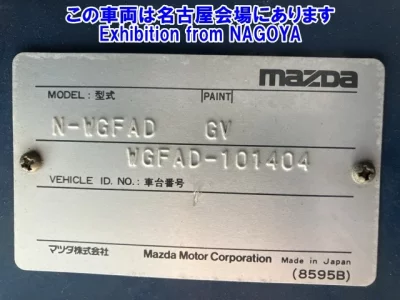 この車両は名古屋会場にあります
Exhibition from NAGOYA
mazda
MODEL : 型式 PAINT
N-WGFAD GV
WGFAD-101404
VEHICLE ID. NO. : 車台番号
マツダ株式会社 Mazda Motor Corporation Made in Japan
(8595B)